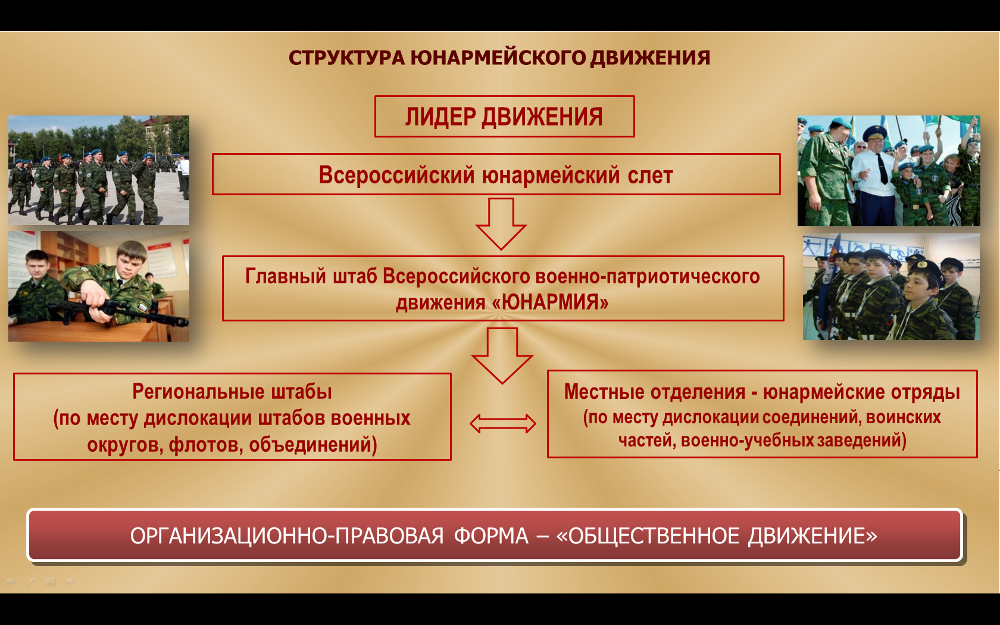 СТРУКТУРА ЮНАРМЕЙСКОГО ДВИЖЕНИЯ
ЛИДЕР ДВИЖЕНИЯ
Всероссийский юнармейский слет
Главный штаб Всероссийского военно-патриотического
движения «ЮНАРМИЯ»
Региональные штабы
(по месту дислокации штабов военных
округов, флотов, объединений)
Местные отделения - юнармейские отряды
(по месту дислокации соединений, воинских
частей, военно-учебных заведений)
ОРГАНИЗАЦИОННО-ПРАВОВАЯ ФОРМА – «ОБЩЕСТВЕННОЕ ДВИЖЕНИЕ»